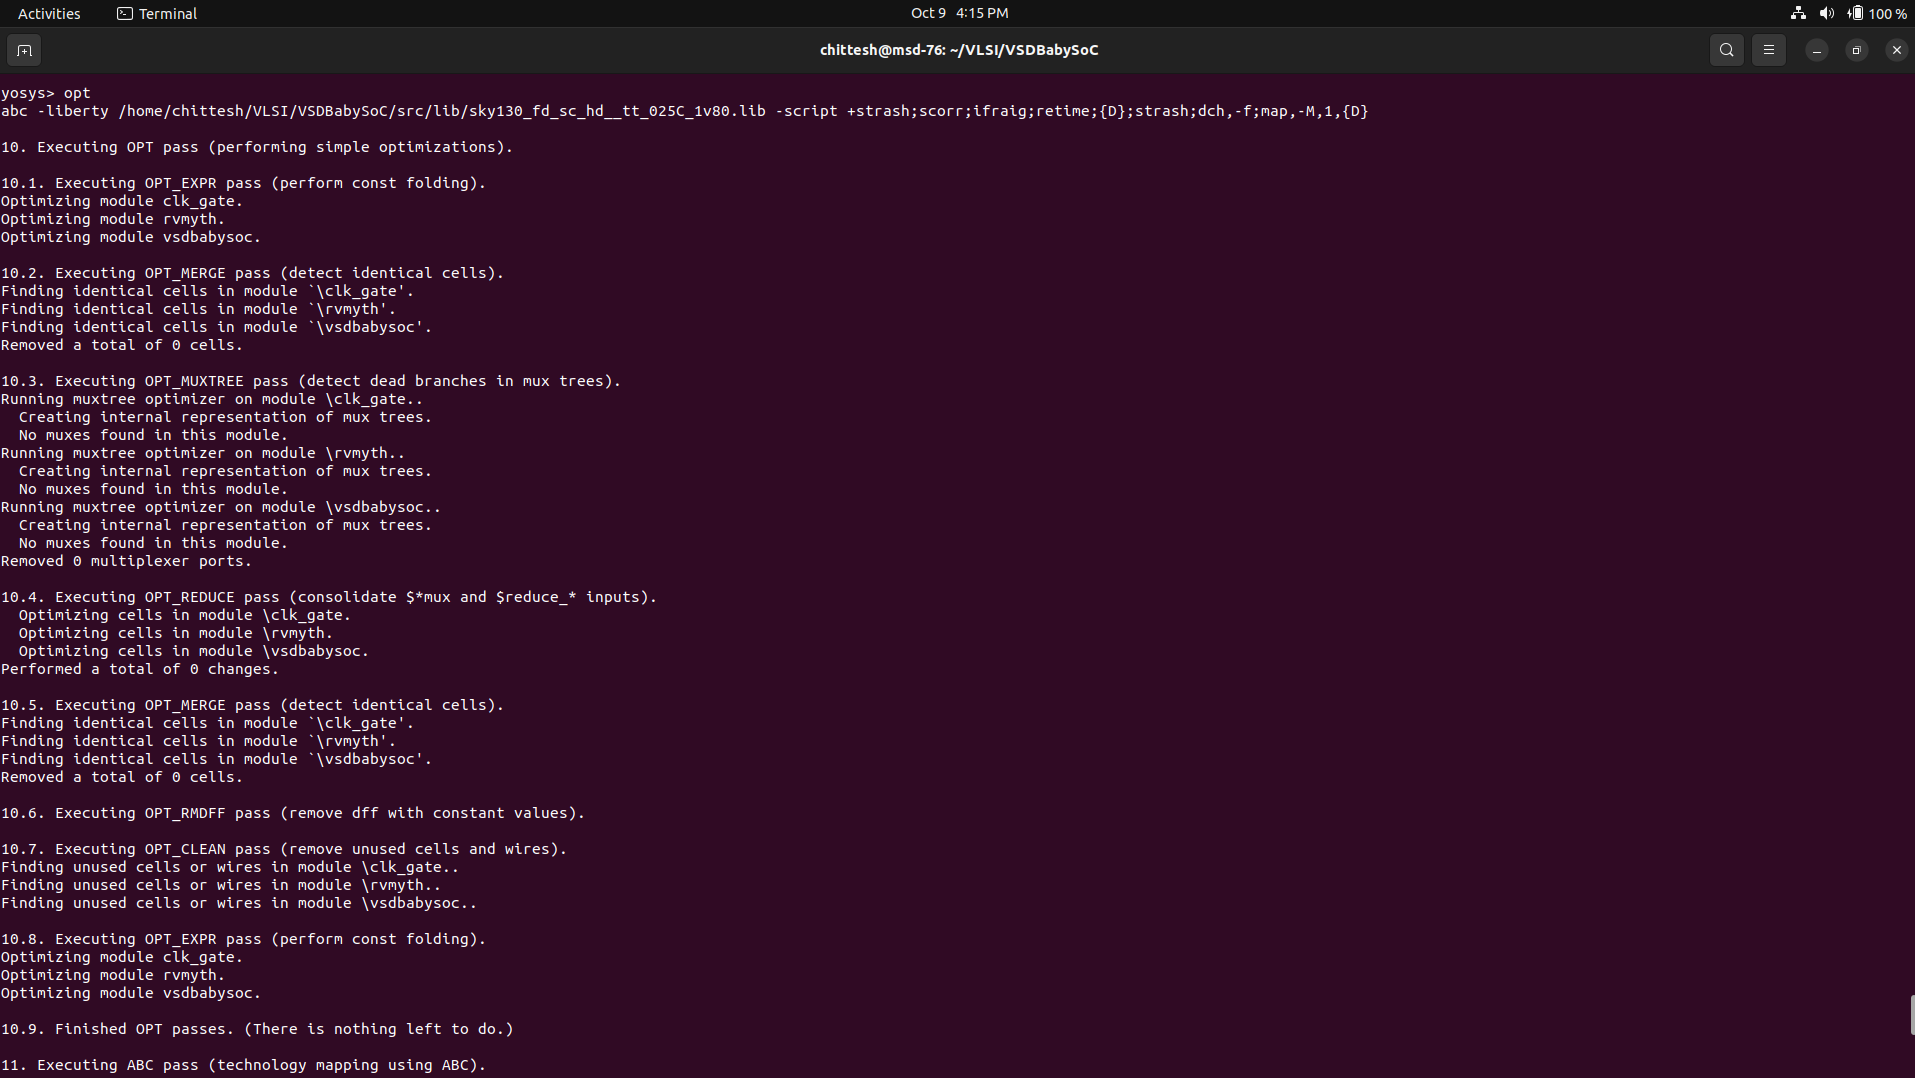 Activities
Terminal
Oct 9 4:15 PM
100 %
chittesh@msd-76: ~/VLSI/VSDBabySoC
yosys> opt
abc -liberty /home/chittesh/VLSI/VSDBabySoC/src/lib/sky130_fd_sc_hd__tt_025C_1v80.lib -script +strash;scorr;ifraig;retime;{D};strash;dch,-f;map,-M,1,{D}
10. Executing OPT pass (performing simple optimizations).
10.1. Executing OPT_EXPR pass (perform const folding).
Optimizing module clk_gate.
Optimizing module rvmyth.
Optimizing module vsdbabysoc.
10.2. Executing OPT_MERGE pass (detect identical cells).
Finding identical cells in module `\clk_gate'.
Finding identical cells in module `\rvmyth'.
Finding identical cells in module `\vsdbabysoc'.
Removed a total of 0 cells.
10.3. Executing OPT_MUXTREE pass (detect dead branches in mux trees).
Running muxtree optimizer on module \clk_gate..
  Creating internal representation of mux trees.
  No muxes found in this module.
Running muxtree optimizer on module \rvmyth..
  Creating internal representation of mux trees.
  No muxes found in this module.
Running muxtree optimizer on module \vsdbabysoc..
  Creating internal representation of mux trees.
  No muxes found in this module.
Removed 0 multiplexer ports.
10.4. Executing OPT_REDUCE pass (consolidate $*mux and $reduce_* inputs).
  Optimizing cells in module \clk_gate.
  Optimizing cells in module \rvmyth.
  Optimizing cells in module \vsdbabysoc.
Performed a total of 0 changes.
10.5. Executing OPT_MERGE pass (detect identical cells).
Finding identical cells in module `\clk_gate'.
Finding identical cells in module `\rvmyth'.
Finding identical cells in module `\vsdbabysoc'.
Removed a total of 0 cells.
10.6. Executing OPT_RMDFF pass (remove dff with constant values).
10.7. Executing OPT_CLEAN pass (remove unused cells and wires).
Finding unused cells or wires in module \clk_gate..
Finding unused cells or wires in module \rvmyth..
Finding unused cells or wires in module \vsdbabysoc..
10.8. Executing OPT_EXPR pass (perform const folding).
Optimizing module clk_gate.
Optimizing module rvmyth.
Optimizing module vsdbabysoc.
10.9. Finished OPT passes. (There is nothing left to do.)
11. Executing ABC pass (technology mapping using ABC).